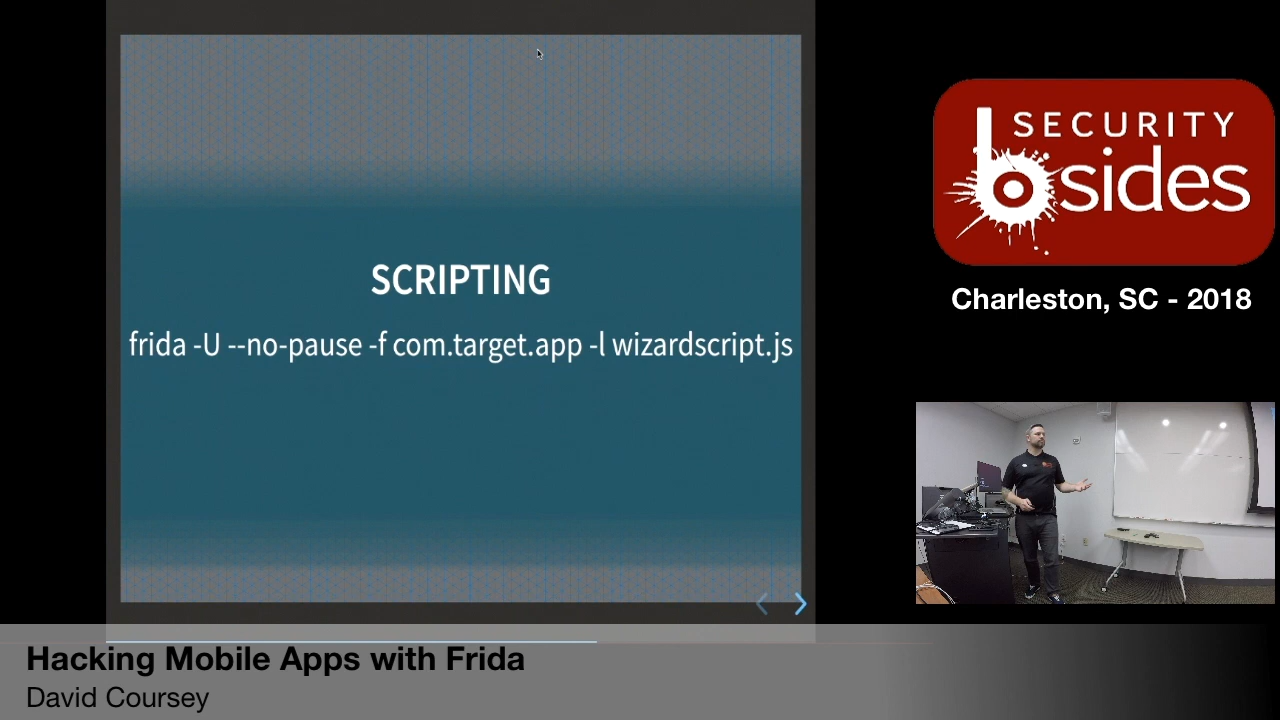 SCRIPTING
frida -U --no-pause -f com.target.app -l wizardscript.js
SECURITY
bsides
Charleston, SC - 2018
Hacking Mobile Apps with Frida
David Coursey